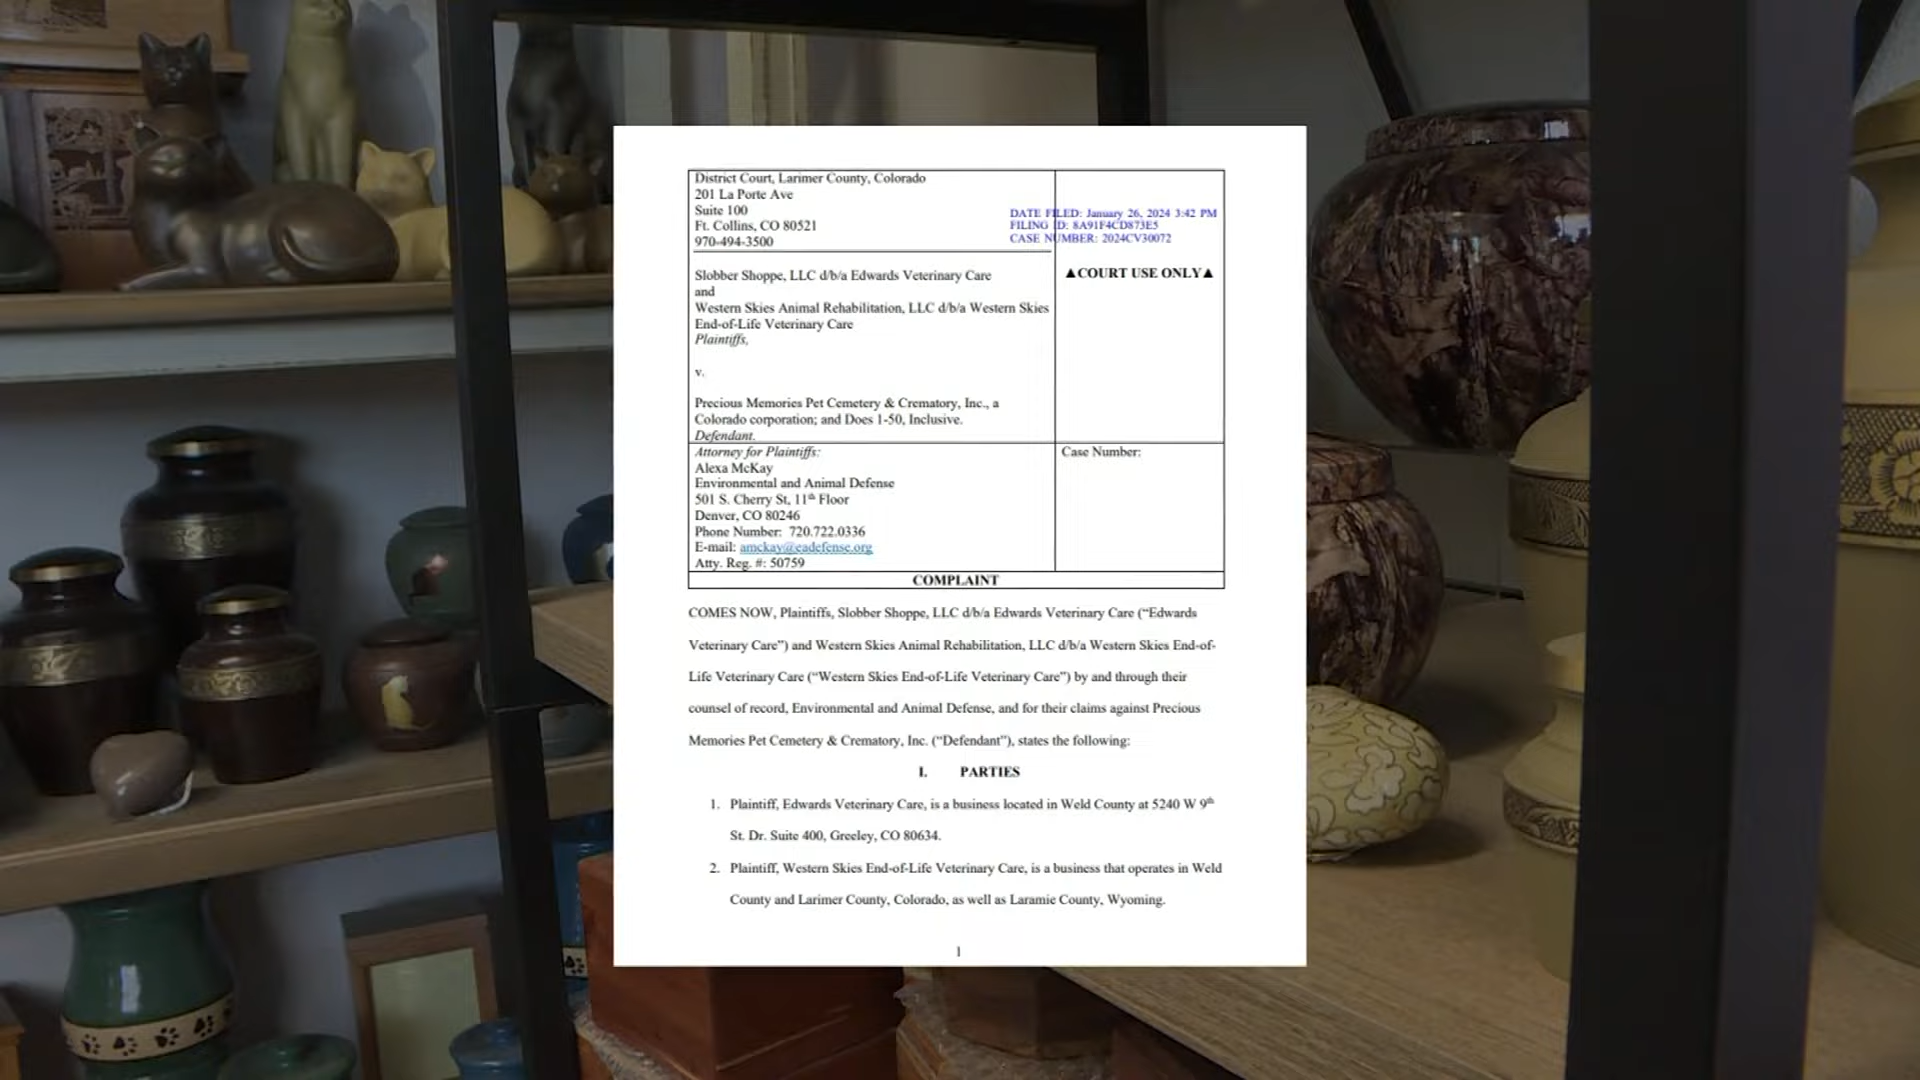 District Court, Larimer County, Colorado
201 La Porte Ave
Suite 100
Ft. Collins, CO 80521
970-494-3500
DATE FILED: January 26, 2024 3:42 PM
FILING ID: 8A91F4CD873E5
CASE NUMBER: 2024CV30072
▲COURT USE ONLY▲
Slobber Shoppe, LLC d/b/a Edwards Veterinary Care
and
Western Skies Animal Rehabilitation, LLC d/b/a Western Skies
End-of-Life Veterinary Care
Plaintiffs,
v.
Precious Memories Pet Cemetery & Crematory, Inc., a
Colorado corporation; and Does 1-50, Inclusive.
Defendant.
Attorney for Plaintiffs:
Alexa McKay
Environmental and Animal Defense
501 S. Cherry St, 11th Floor
Denver, CO 80246
Phone Number: 720.722.0336
E-mail: amckay@eadefense.org
Atty. Reg. #: 50759
Case Number:
COMPLAINT
COMES NOW, Plaintiffs, Slobber Shoppe, LLC d/b/a Edwards Veterinary Care (“Edwards
Veterinary Care”) and Western Skies Animal Rehabilitation, LLC d/b/a Western Skies End-of-
Life Veterinary Care (“Western Skies End-of-Life Veterinary Care”) by and through their
counsel of record, Environmental and Animal Defense, and for their claims against Precious
Memories Pet Cemetery & Crematory, Inc. (“Defendant”), states the following:
I. PARTIES
1. Plaintiff, Edwards Veterinary Care, is a business located in Weld County at 5240 W 9th
St. Dr. Suite 400, Greeley, CO 80634.
2. Plaintiff, Western Skies End-of-Life Veterinary Care, is a business that operates in Weld
County and Larimer County, Colorado, as well as Laramie County, Wyoming.
1